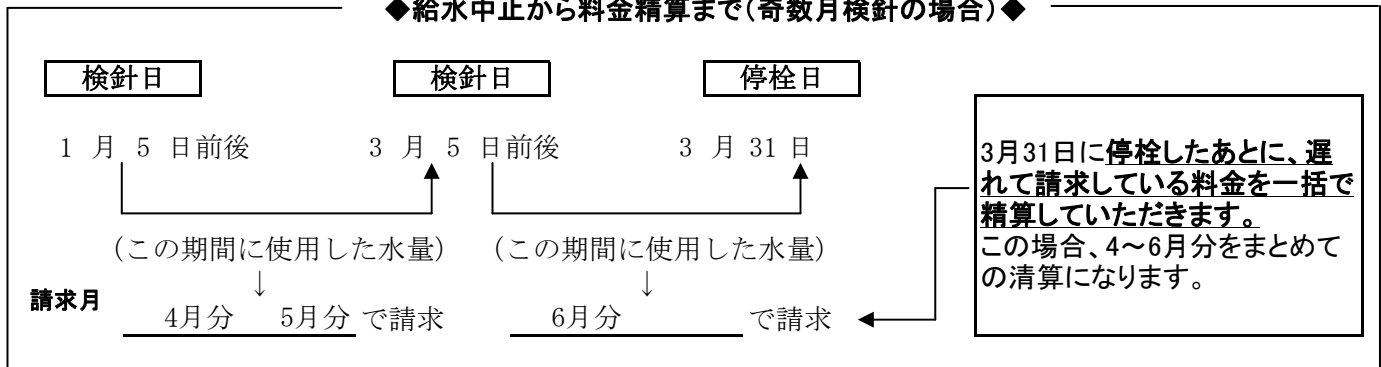 ◆給水中止から料金精算まで(奇数月検針の場合)◆
検針日 検針日 停栓日
1 月 5 日前後 3 月 5 日前後 3 月 31 日
(この期間に使用した水量) (この期間に使用した水量)
↓ ↓
請求月 4月分 5月分 で請求 6月分 で請求
3月31日に停栓したあとに、遅
れて請求している料金を一括で
精算していただきます。
この場合、4~6月分をまとめて
の清算になります。